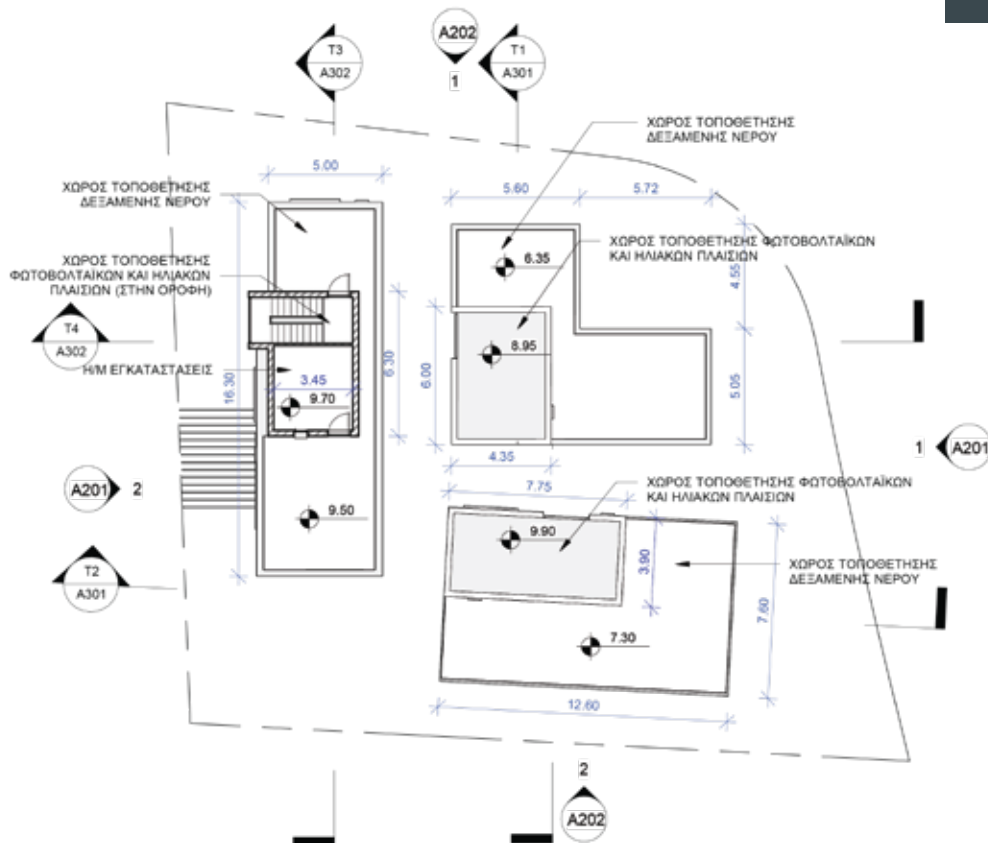 T3
A302
A202
1
T1
A301
ΧΩΡΟΣ ΤΟΠΟΘΕΤΗΣΗΣ
ΔΕΞΑΜΕΝΗΣ ΝΕΡΟΥ
5.00
5.60
5.72
ΧΩΡΟΣ ΤΟΠΟΘΕΤΗΣΗΣ
ΔΕΞΑΜΕΝΗΣ ΝΕΡΟΥ
ΧΩΡΟΣ ΤΟΠΟΘΕΤΗΣΗΣ ΦΩΤΟΒΟΛΤΑΪΚΩΝ
ΚΑΙ ΗΛΙΑΚΩΝ ΠΛΑΙΣΙΩΝ
6.35
4.55
ΧΩΡΟΣ ΤΟΠΟΘΕΤΗΣΗΣ
ΦΩΤΟΒΟΛΤΑΪΚΩΝ ΚΑΙ ΗΛΙΑΚΩΝ
ΠΛΑΙΣΙΩΝ (ΣΤΗΝ ΟΡΟΦΗ)
T4
A302
8.95
Η/Μ ΕΓΚΑΤΑΣΤΑΣΕΙΣ
3.45
6.30
6.00
16.30
5.05
9.70
1
A201
4.35
A201
2
7.75
ΧΩΡΟΣ ΤΟΠΟΘΕΤΗΣΗΣ ΦΩΤΟΒΟΛΤΑΪΚΩΝ
ΚΑΙ ΗΛΙΑΚΩΝ ΠΛΑΙΣΙΩΝ
9.50
9.90
3.90
ΧΩΡΟΣ ΤΟΠΟΘΕΤΗΣΗΣ
ΔΕΞΑΜΕΝΗΣ ΝΕΡΟΥ
T2
A301
7.60
7.30
12.60
2
A202